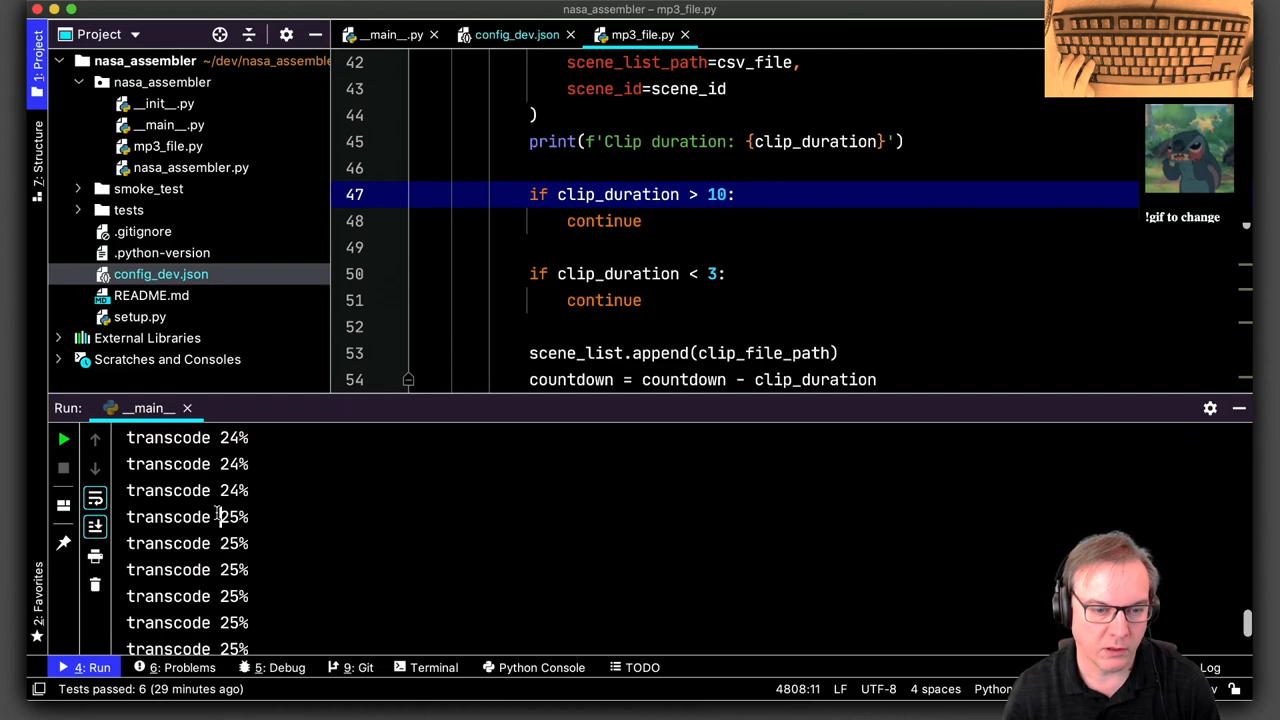 nasa_assembler – mp3_file.py
Project
__main__.py
config_dev.json
mp3_file.py
1: Project
7: Structure
2: Favorites
nasa_assembler ~/dev/nasa_assemble
nasa_assembler
__init__.py
__main__.py
mp3_file.py
nasa_assembler.py
smoke_test
tests
.gitignore
.python-version
config_dev.json
README.md
setup.py
External Libraries
Scratches and Consoles
42 scene_list_path=csv_file,
43 scene_id=scene_id
44 )
45 print(f'Clip duration: {clip_duration}')
46
47 if clip_duration > 10:
48 continue
49
50 if clip_duration < 3:
51 continue
52
53 scene_list.append(clip_file_path)
54 countdown = countdown - clip_duration
!gif to change
Run: __main__
transcode 24%
transcode 24%
transcode 24%
transcode 25%
transcode 25%
transcode 25%
transcode 25%
transcode 25%
transcode 25%
4: Run 6: Problems 5: Debug 9: Git Terminal Python Console TODO Log
Tests passed: 6 (29 minutes ago) 4808:11 LF UTF-8 4 spaces Python